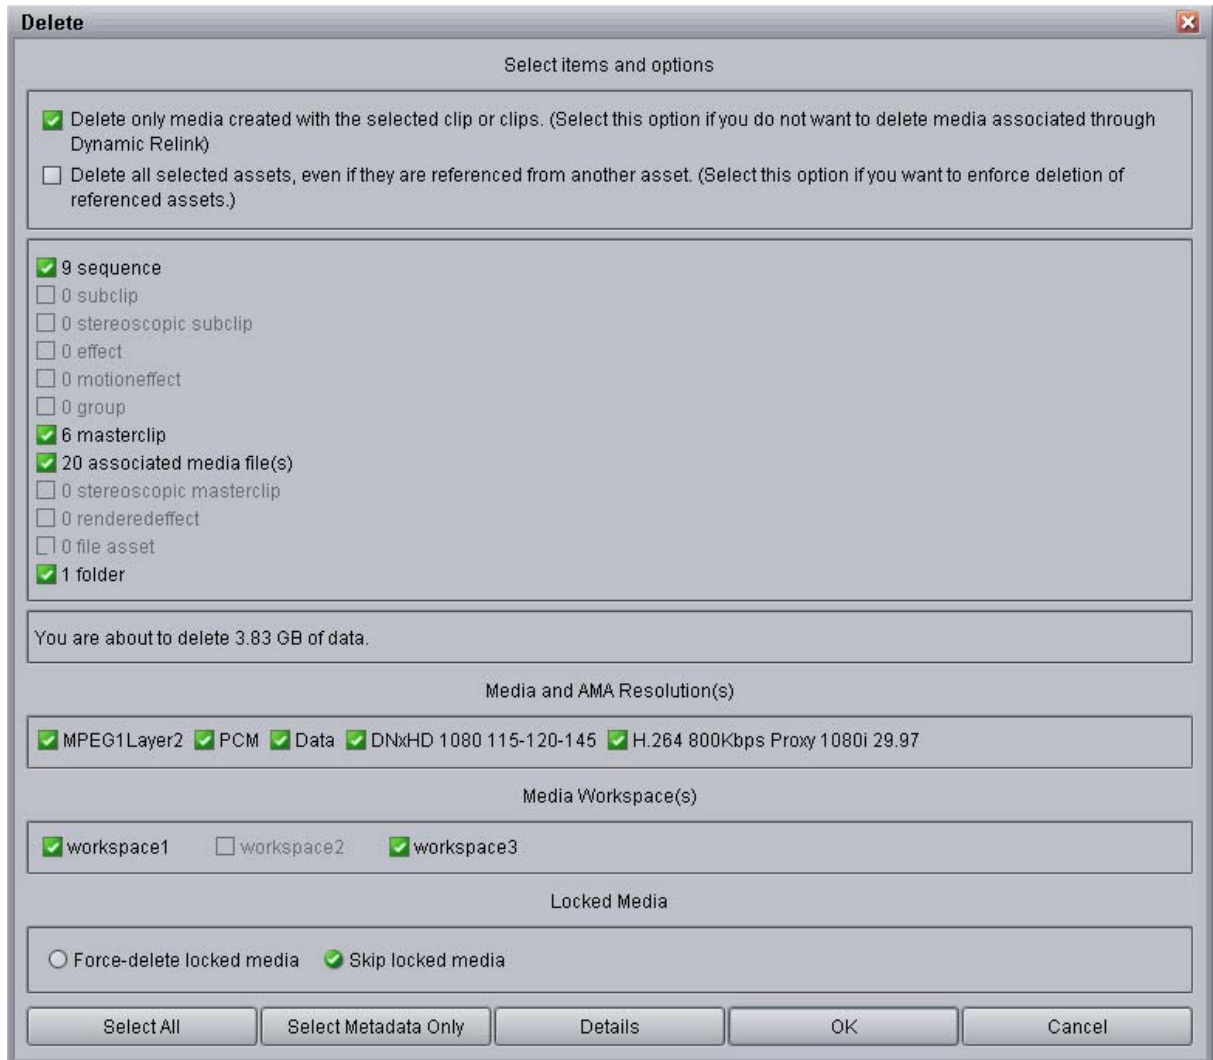 Delete
Select items and options
Delete only media created with the selected clip or clips. (Select this option if you do not want to delete media associated through
Dynamic Relink)
Delete all selected assets, even if they are referenced from another asset. (Select this option if you want to enforce deletion of
referenced assets.)
9 sequence
0 subclip
0 stereoscopic subclip
0 effect
0 motioneffect
0 group
6 masterclip
20 associated media file(s)
0 stereoscopic masterclip
0 renderedeffect
0 file asset
1 folder
You are about to delete 3.83 GB of data.
Media and AMA Resolution(s)
MPEG1Layer2 PCM Data DNxHD 1080 115-120-145 H.264 800Kbps Proxy 1080i 29.97
Media Workspace(s)
workspace1 workspace2 workspace3
Locked Media
Force-delete locked media Skip locked media
Select All Select Metadata Only Details OK Cancel